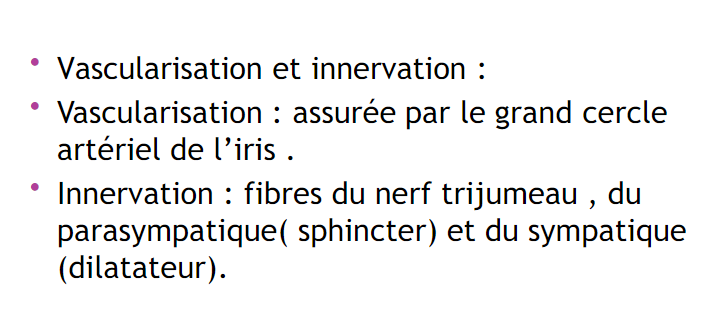 • Vascularisation et innervation :
• Vascularisation : assurée par le grand cercle
artériel de l’iris .
• Innervation : fibres du nerf trijumeau , du
parasympatique( sphincter) et du sympatique
(dilatateur).